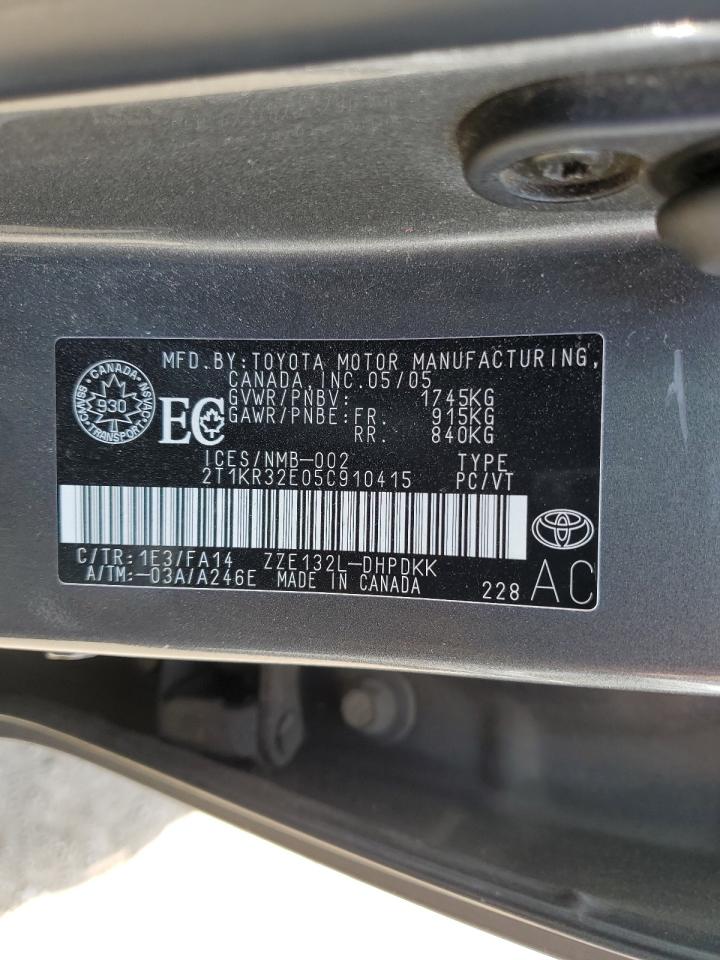 MFD.BY:TOYOTA MOTOR MANUFACTURING,
CANADA, INC.05/05
GVWR/PNBV: 1745KG
GAWR/PNBE:FR. 915KG
RR. 840KG
CANADA
CMVSS NSVAC
930
TRANSPORT
EC
ICES/NMB-002 TYPE
2T1KR32E05C910415 PC/VT
C/TR:1E3/FA14 ZZE132L-DHPDKK
A/TM:-03A/A246E MADE IN CANADA
228 AC